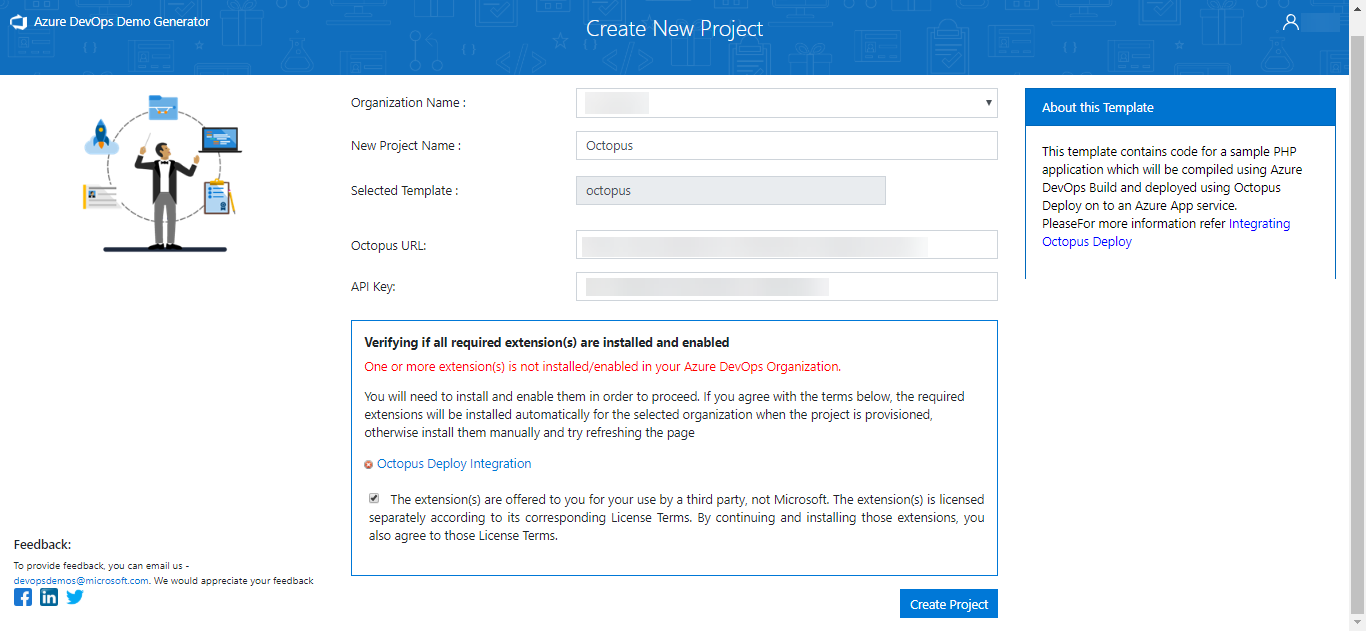 Azure DevOps Demo Generator
Create New Project
Organization Name :
New Project Name :
Octopus
Selected Template :
octopus
Octopus URL:
API Key:
Verifying if all required extension(s) are installed and enabled
One or more extension(s) is not installed/enabled in your Azure DevOps Organization.
You will need to install and enable them in order to proceed. If you agree with the terms below, the required
extensions will be installed automatically for the selected organization when the project is provisioned,
otherwise install them manually and try refreshing the page
Octopus Deploy Integration
The extension(s) are offered to you for your use by a third party, not Microsoft. The extension(s) is licensed
separately according to its corresponding License Terms. By continuing and installing those extensions, you
also agree to those License Terms.
Create Project
About this Template
This template contains code for a sample PHP
application which will be compiled using Azure
DevOps Build and deployed using Octopus
Deploy on to an Azure App service.
PleaseFor more information refer Integrating
Octopus Deploy
Feedback:
To provide feedback, you can email us -
devopsdemos@microsoft.com. We would appreciate your feedback